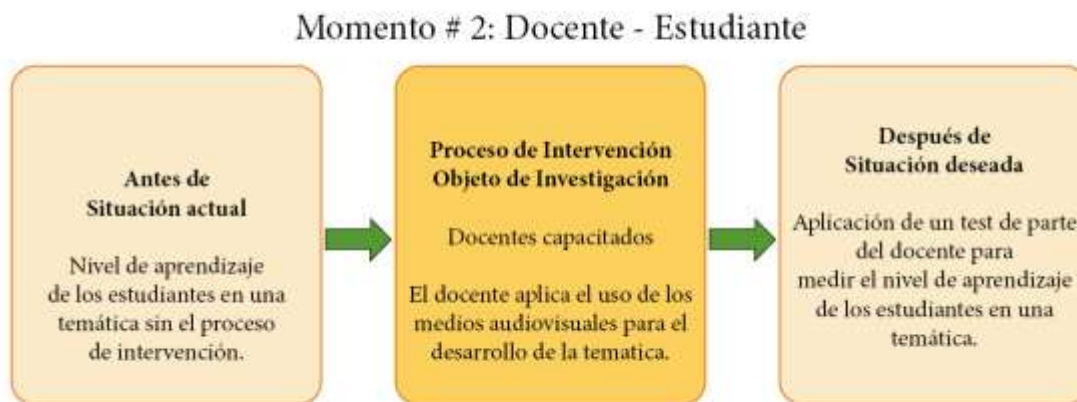 Momento # 2: Docente - Estudiante
Antes de
Situación actual
Nivel de aprendizaje
de los estudiantes en una
temática sin el proceso
de intervención.
Proceso de Intervención
Objeto de Investigación
Docentes capacitados
El docente aplica el uso de los
medios audiovisuales para el
desarrollo de la tematica.
Después de
Situación deseada
Aplicación de un test de parte
del docente para
medir el nivel de aprendizaje
de los estudiantes en una
temática.